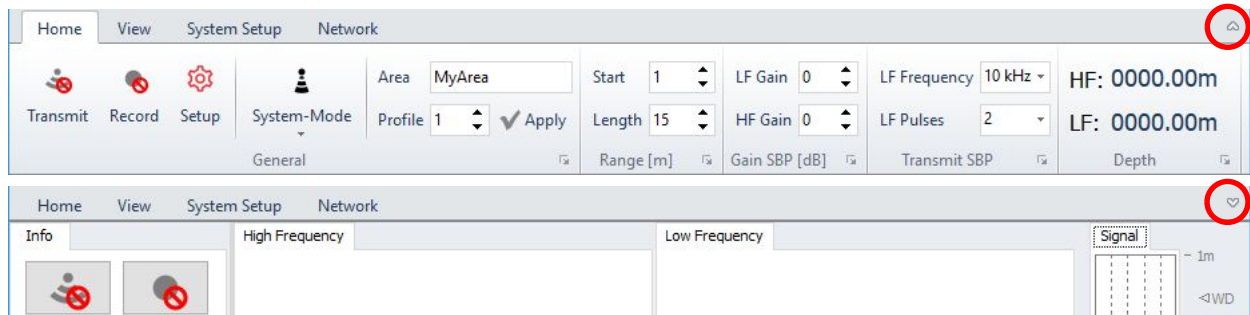 Home View System Setup Network
Area MyArea Start 1 LF Gain 0 LF Frequency 10 kHz HF: 0000.00m
Transmit Record Setup System-Mode Profile 1 Apply Length 15 HF Gain 0 LF Pulses 2 LF: 0000.00m
General Range [m] Gain SBP [dB] Transmit SBP Depth
Home View System Setup Network
Info High Frequency Low Frequency Signal
1m
WD